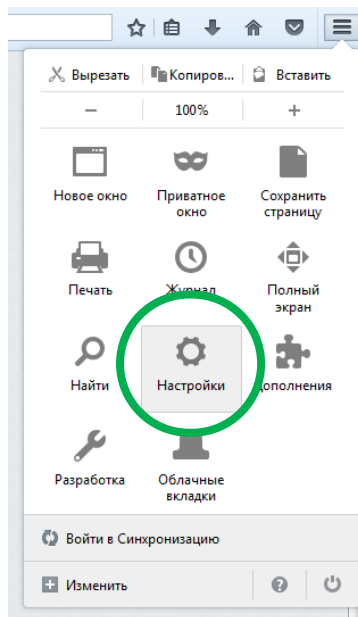 Вырезать Копиров... Вставить
− 100% +
Новое окно Приватное окно Сохранить страницу
Печать Журнал Полный экран
Найти Настройки Дополнения
Разработка Облачные вкладки
Войти в Синхронизацию
Изменить